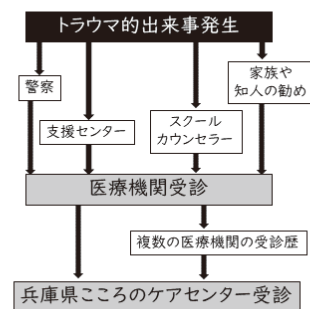 トラウマ的出来事発生
警察
支援センター
スクール
カウンセラー
家族や
知人の勧め
医療機関受診
複数の医療機関の受診歴
兵庫県こころのケアセンター受診